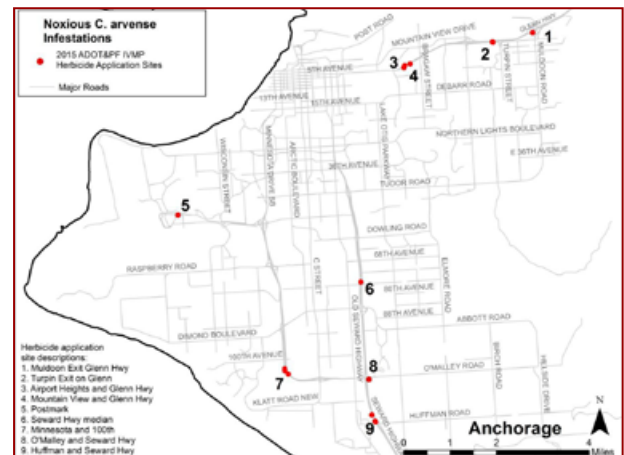 Noxious C. arvense
Infestations
2015 ADOT&PF IVMP
Herbicide Application Sites
Major Roads
POST ROAD
MOUNTAIN VIEW DRIVE
GLENN HWY
1
2
3
4
5TH AVENUE
BRAGAW STREET
TURPIN STREET
MULDOON ROAD
DEBARR ROAD
13TH AVENUE
15TH AVENUE
WISCONSIN STREET
MINNESOTA DRIVE SB
ARCTIC BOULEVARD
LAKE OTIS PARKWAY
NORTHERN LIGHTS BOULEVARD
36TH AVENUE
E 36TH AVENUE
TUDOR ROAD
5
DOWLING ROAD
RASPBERRY ROAD
C STREET
68TH AVENUE
ELMORE ROAD
6
OLD SEWARD HIGHWAY
88TH AVENUE
ABBOTT ROAD
DIMOND BOULEVARD
100TH AVENUE
7
8
O'MALLEY ROAD
BIRCH ROAD
HILLSIDE DRIVE
KLATT ROAD NEW
SEWARD HIGHWAY
HUFFMAN ROAD
9
N
Anchorage
0 1 2 4
Miles
Herbicide application
site descriptions:
1. Muldoon Exit Glenn Hwy
2. Turpin Exit on Glenn
3. Airport Heights and Glenn Hwy
4. Mountain View and Glenn Hwy
5. Postmark
6. Seward Hwy median
7. Minnesota and 100th
8. O'Malley and Seward Hwy
9. Huffman and Seward Hwy